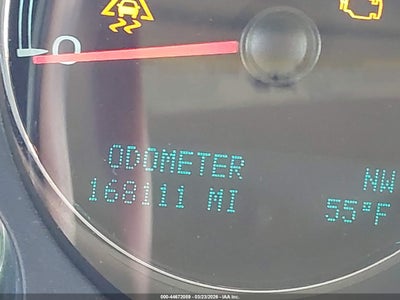 0
ODOMETER NW
168111 MI 55°F
000-44672089 - 03/23/2026 - IAA Inc.